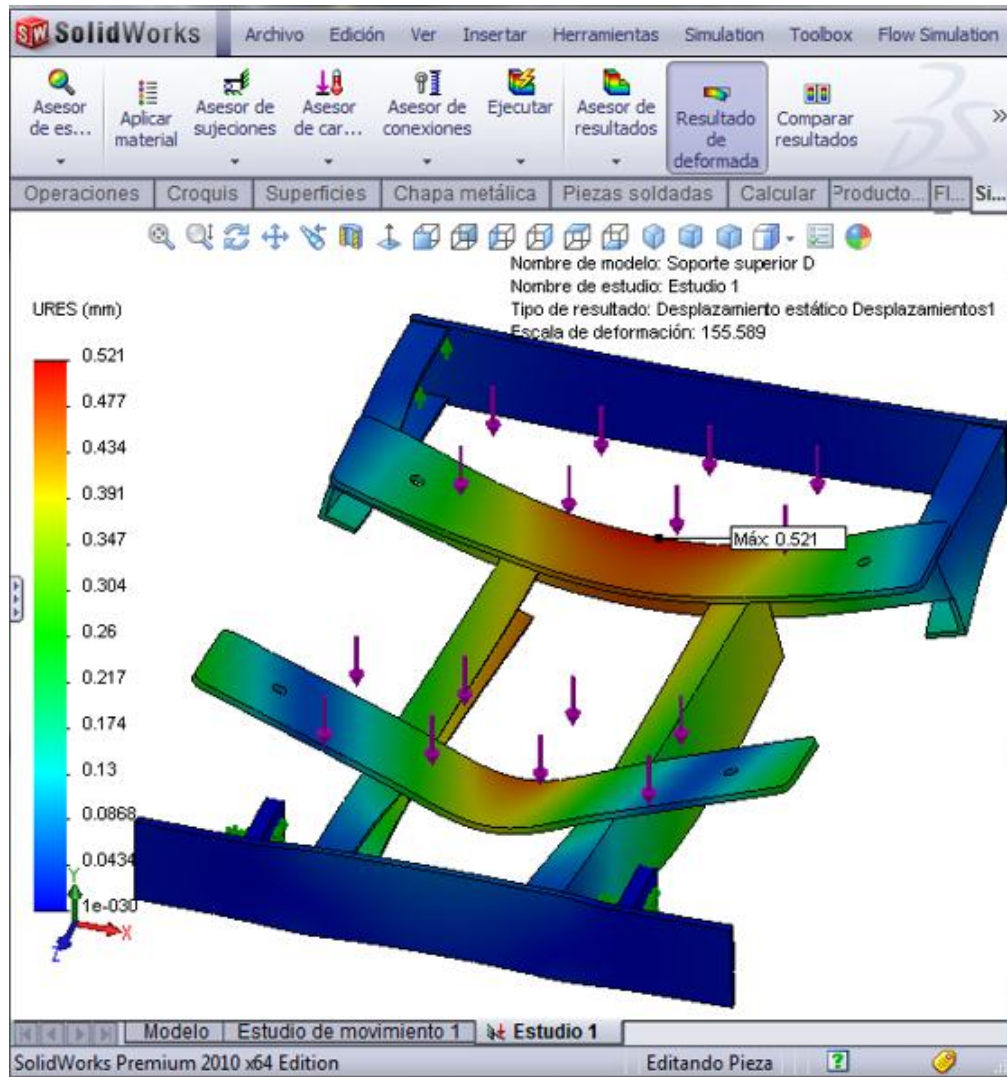 SolidWorks Archivo Edición Ver Insertar Herramientas Simulation Toolbox Flow Simulation
Asesor de es...
Aplicar material
Asesor de sujeciones
Asesor de car...
Asesor de conexiones
Ejecutar
Asesor de resultados
Resultado de deformada
Comparar resultados
»
Operaciones Croquis Superficies Chapa metálica Piezas soldadas Calcular Producto... Fl... Si...
Nombre de modelo: Soporte superior D
Nombre de estudio: Estudio 1
Tipo de resultado: Desplazamiento estático Desplazamientos1
Escala de deformación: 155.589
URES (mm)
0.521
0.477
0.434
0.391
0.347
0.304
0.26
0.217
0.174
0.13
0.0868
0.0434
1e-030
Máx: 0.521
Y
X
Z
Modelo Estudio de movimiento 1 Estudio 1
SolidWorks Premium 2010 x64 Edition Editando Pieza ?